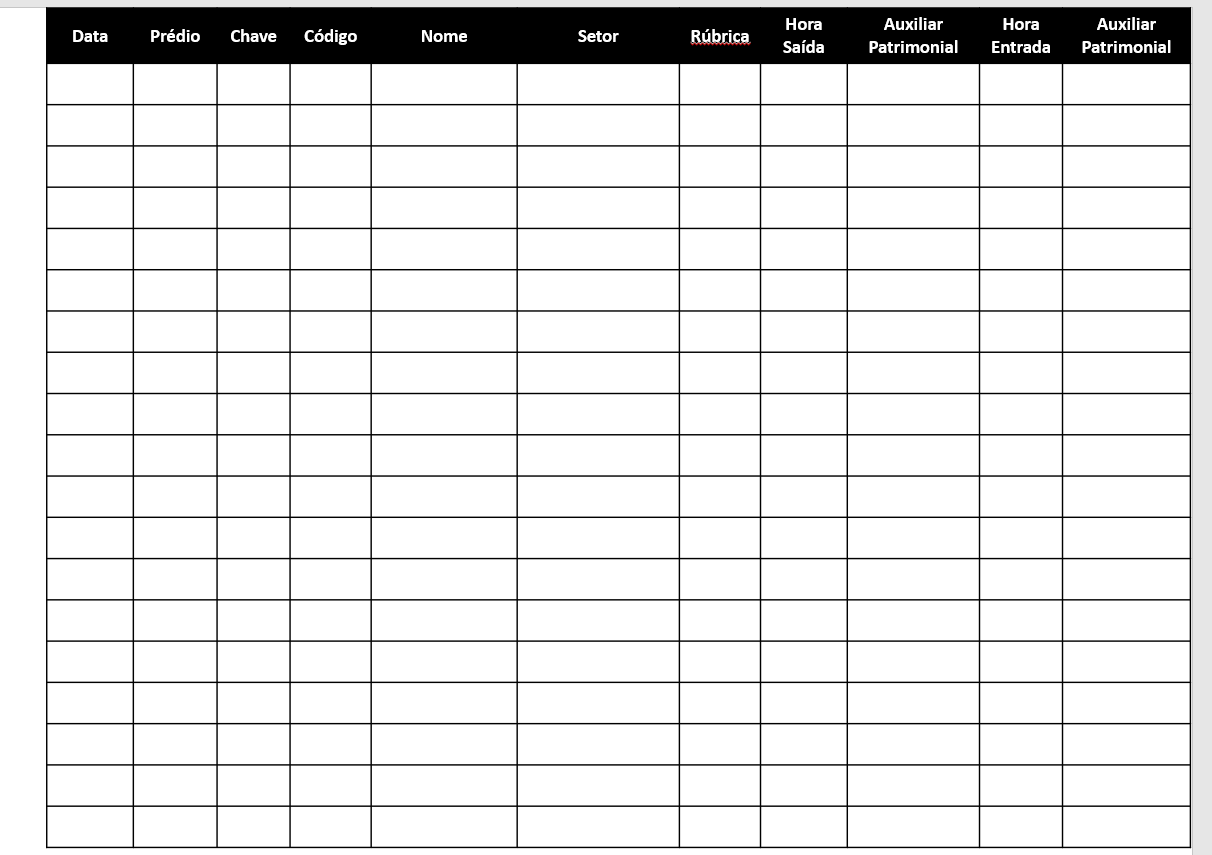 Data
Prédio
Chave
Código
Nome
Setor
Rúbrica
Hora
Saída
Auxiliar
Patrimonial
Hora
Entrada
Auxiliar
Patrimonial